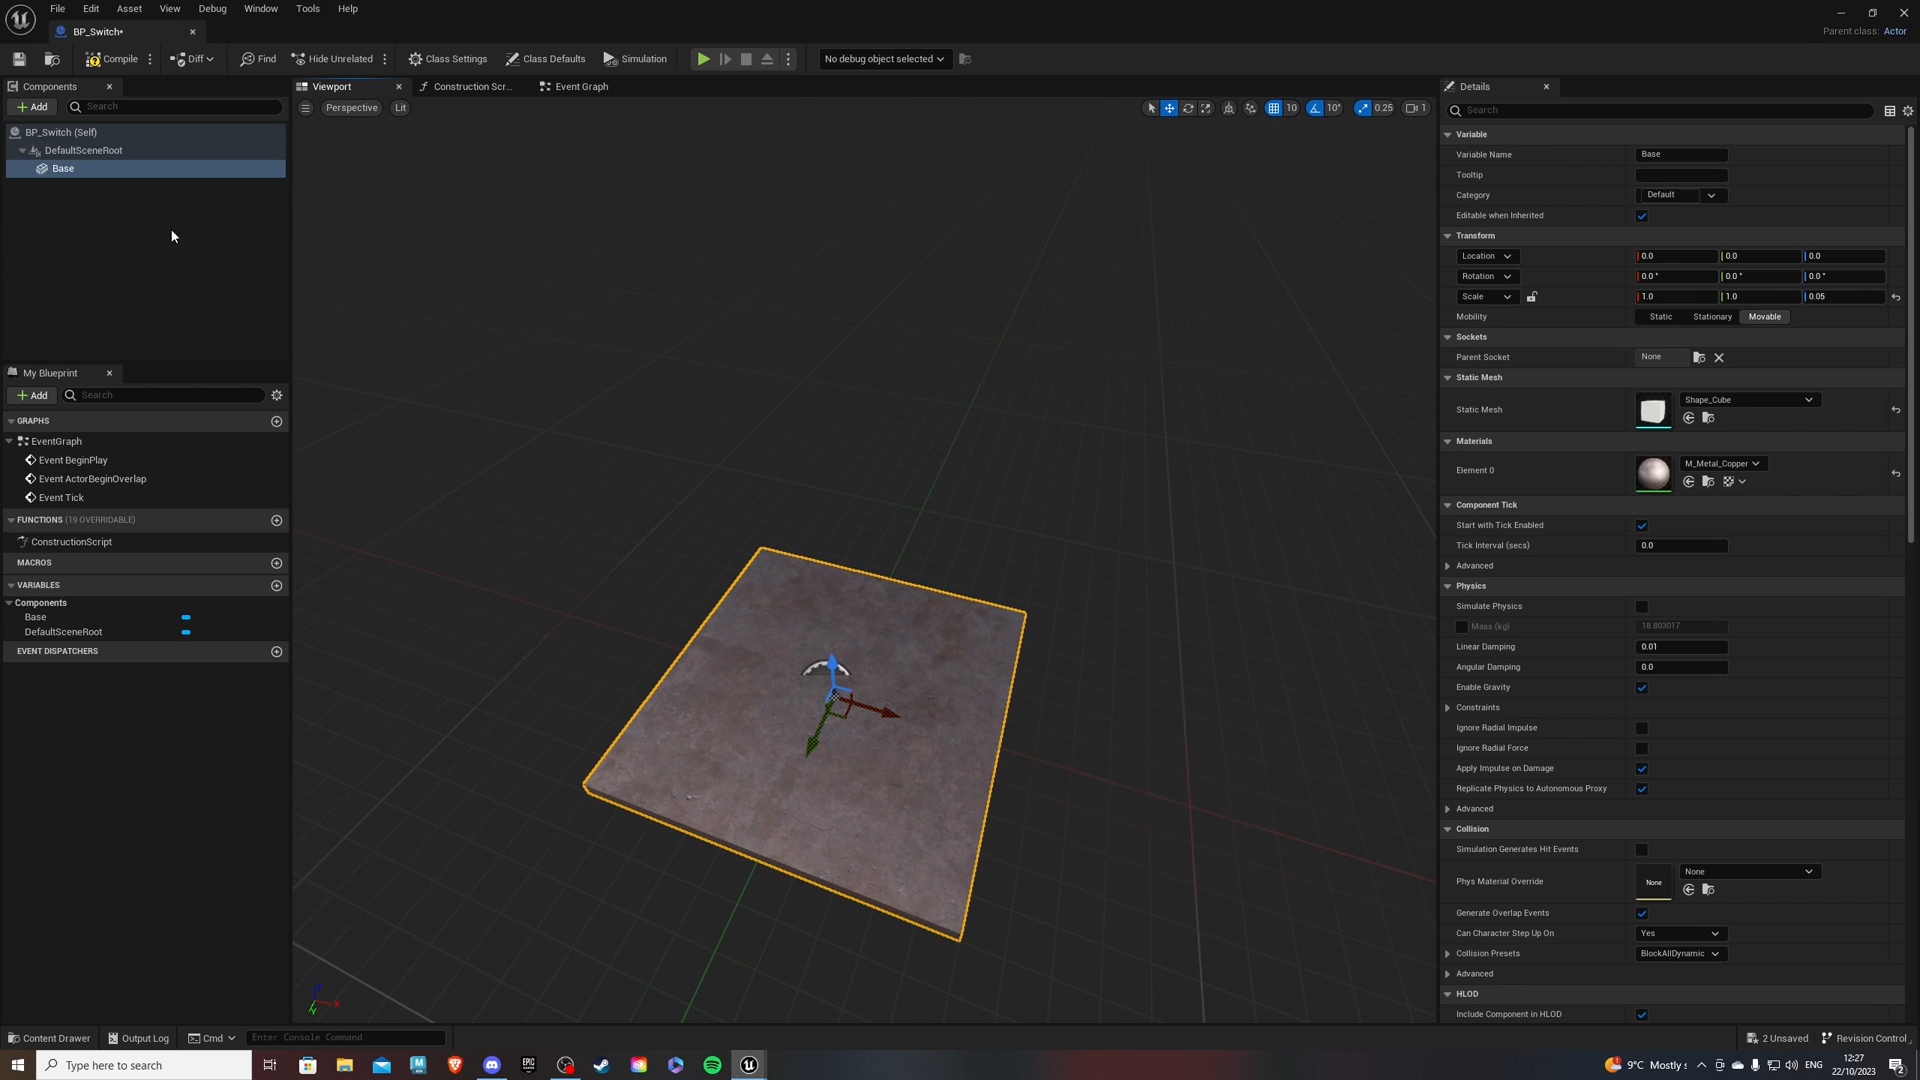 File Edit Asset View Debug Window Tools Help
BP_Switch•
Parent class: Actor
Compile Diff Find Hide Unrelated Class Settings Class Defaults Simulation No debug object selected
Components Viewport Construction Scr... Event Graph Details
Add Search
Perspective Lit 10 10° 0.25 1
Search
BP_Switch (Self)
DefaultSceneRoot
Base
Variable
Variable Name Base
Tooltip
Category Default
Editable when Inherited
Transform
Location 0.0 0.0 0.0
Rotation 0.0 ° 0.0 ° 0.0 °
Scale 1.0 1.0 0.05
Mobility Static Stationary Movable
Sockets
Parent Socket None
Static Mesh
Static Mesh Shape_Cube
Materials
Element 0 M_Metal_Copper
Component Tick
Start with Tick Enabled
Tick Interval (secs) 0.0
Advanced
Physics
Simulate Physics
Mass (kg) 18.803017
Linear Damping 0.01
Angular Damping 0.0
Enable Gravity
Constraints
Ignore Radial Impulse
Ignore Radial Force
Apply Impulse on Damage
Replicate Physics to Autonomous Proxy
Advanced
Collision
Simulation Generates Hit Events
Phys Material Override None None
Generate Overlap Events
Can Character Step Up On Yes
Collision Presets BlockAllDynamic
Advanced
HLOD
Include Component in HLOD
My Blueprint
Add Search
GRAPHS
EventGraph
Event BeginPlay
Event ActorBeginOverlap
Event Tick
FUNCTIONS (19 OVERRIDABLE)
ConstructionScript
MACROS
VARIABLES
Components
Base
DefaultSceneRoot
EVENT DISPATCHERS
Z X Y
Content Drawer Output Log Cmd Enter Console Command 2 Unsaved Revision Control
Type here to search
9°C Mostly s ENG
12:27
22/10/2023
2